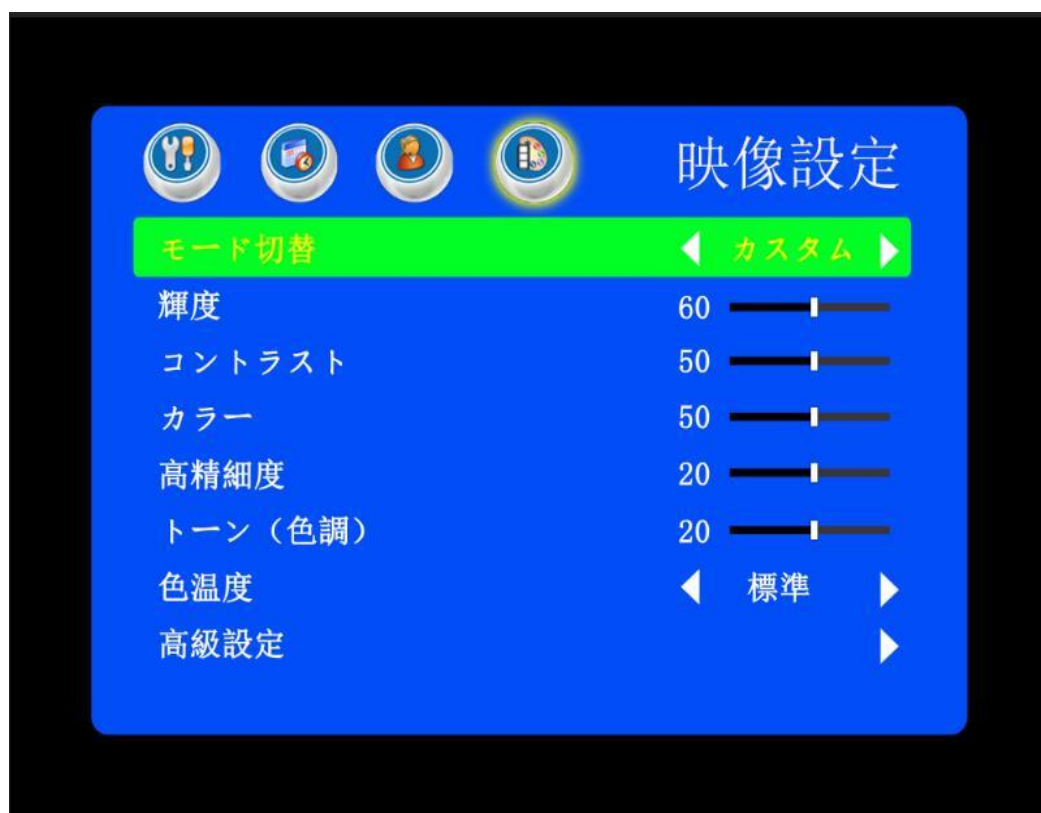 映像設定
モード切替 カスタム
輝度 60
コントラスト 50
カラー 50
高精細度 20
トーン（色調） 20
色温度 標準
高級設定